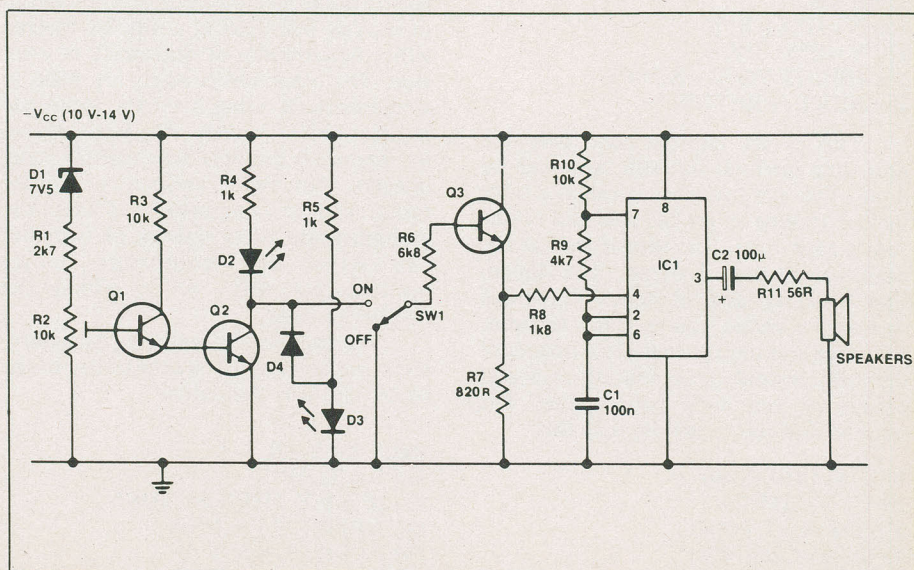 −VCC (10 V-14 V)
D1
7V5
R1
2k7
R2
10k
Q1
R3
10k
R4
1k
D2
Q2
D4
R5
1k
D3
ON
OFF
SW1
R6
6k8
Q3
R7
820R
R8
1k8
R10
10k
R9
4k7
C1
100n
7
8
IC1
4
2
6
3
C2 100μ
+
R11 56R
SPEAKERS